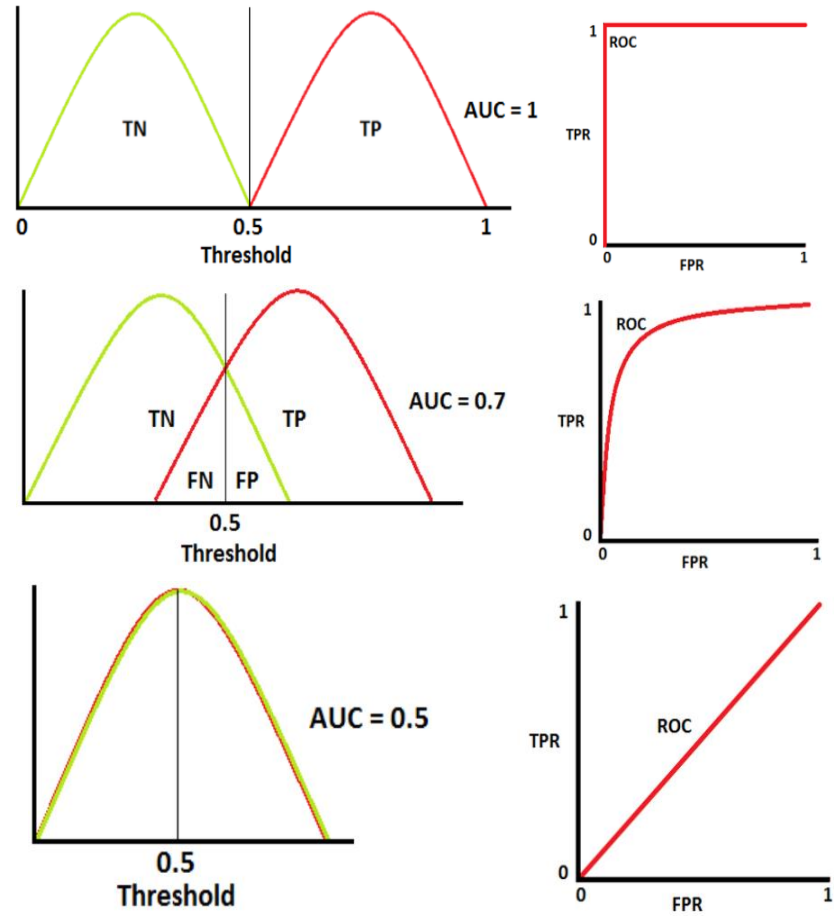 TN
TP
AUC = 1
0
0.5
1
Threshold
1
ROC
TPR
0
0
1
FPR
TN
TP
FN
FP
AUC = 0.7
0.5
Threshold
1
ROC
TPR
0
0
1
FPR
AUC = 0.5
0.5
Threshold
1
TPR
ROC
0
0
1
FPR